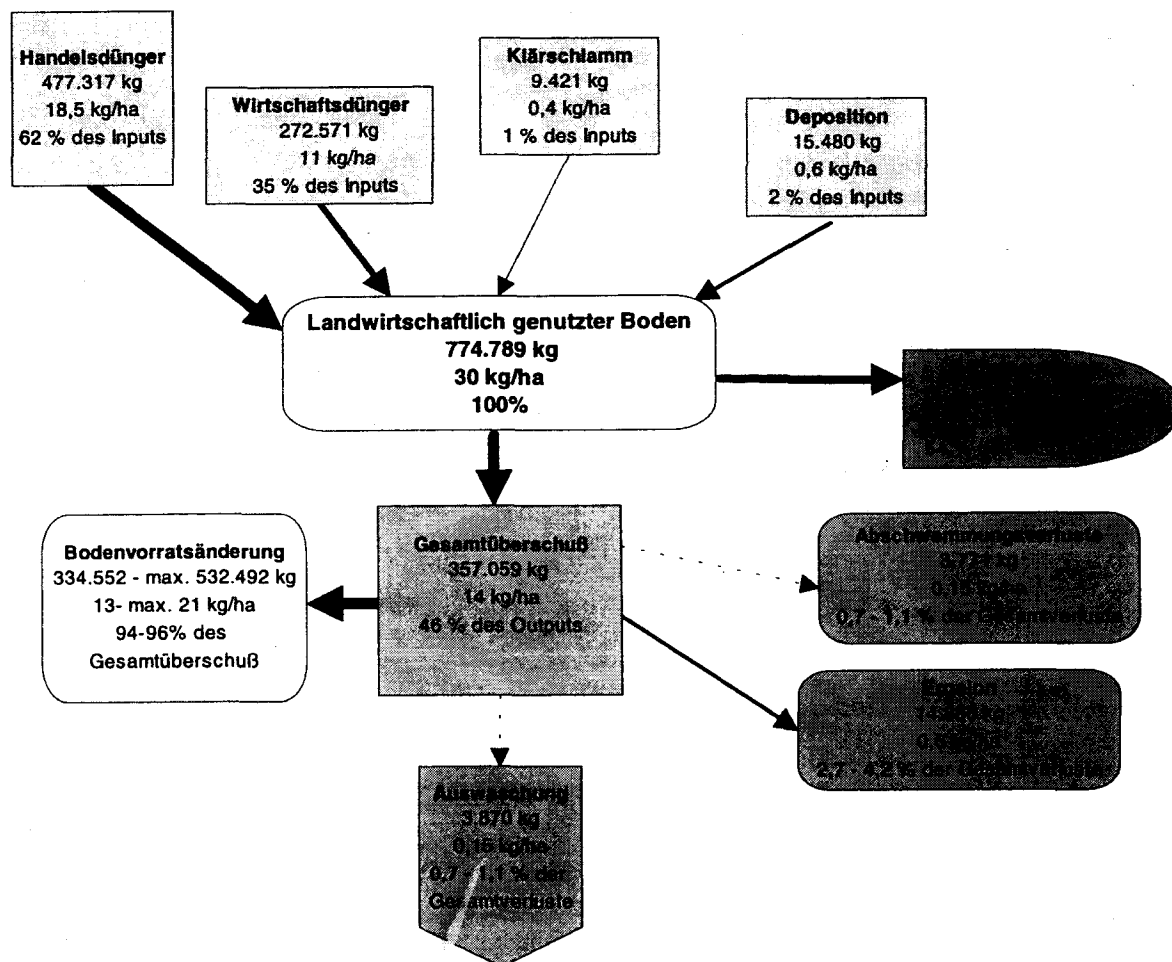 Handelsdünger
477.317 kg
18,5 kg/ha
62 % des Inputs
Wirtschaftsdünger
272.571 kg
11 kg/ha
35 % des Inputs
Klärschlamm
9.421 kg
0,4 kg/ha
1 % des Inputs
Deposition
15.480 kg
0,6 kg/ha
2 % des Inputs
Landwirtschaftlich genutzter Boden
774.789 kg
30 kg/ha
100%
Bodenvorratsänderung
334.552 - max. 532.492 kg
13- max. 21 kg/ha
94-96% des
Gesamtüberschuß
Gesamtüberschuß
357.059 kg
14 kg/ha
46 % des Outputs
Abschwemmungsverluste
kg
0,7 - 1,1 % der Gesamtverluste
Erosion
2,7 - 4,2 % der Gesamtverluste
Auswaschung
3.870 kg
kg/ha
0,7 - 1,1 % der
Gesamtverluste